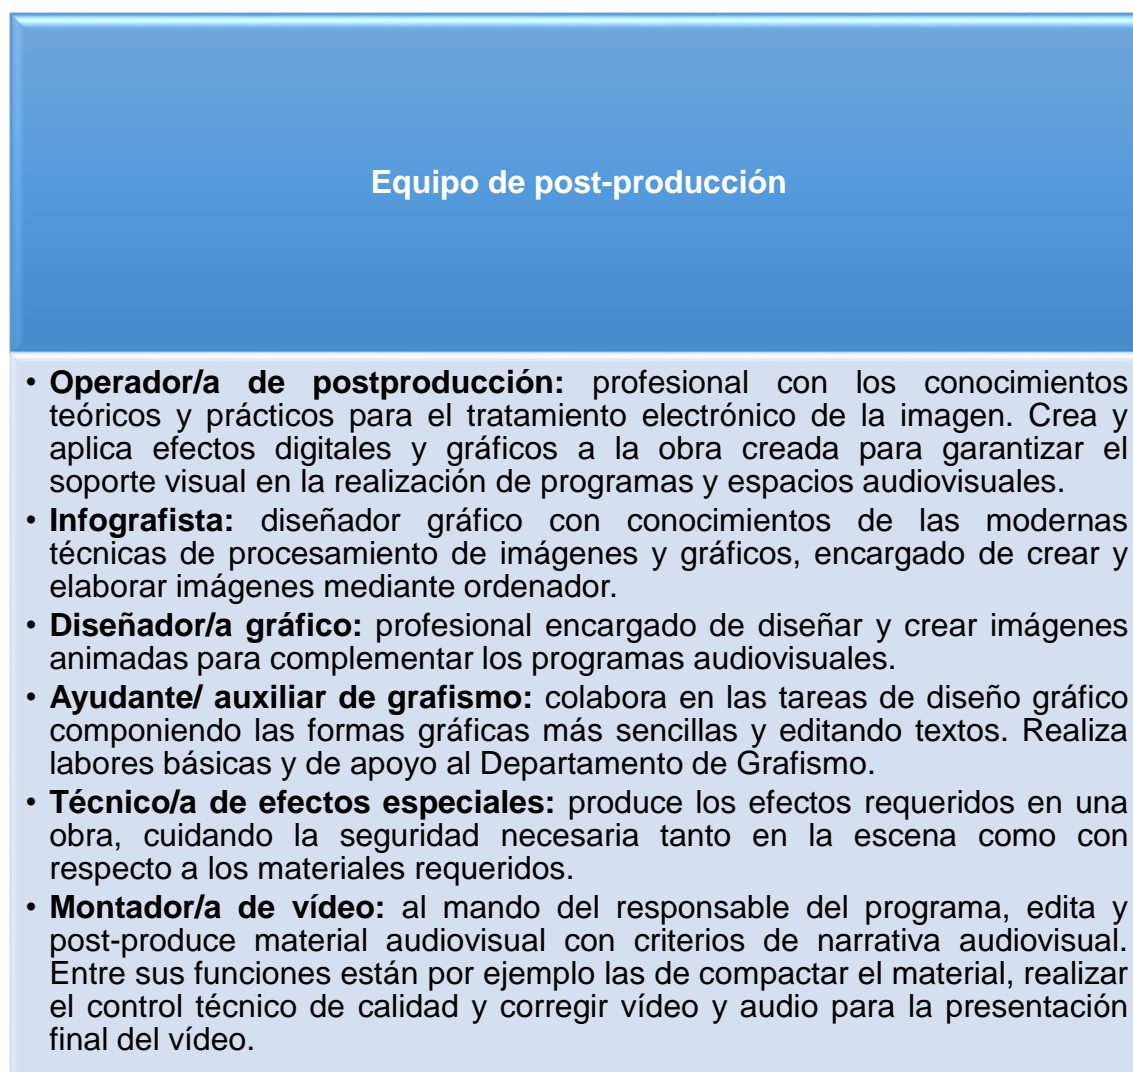 Equipo de post-producción
• Operador/a de postproducción: profesional con los conocimientos
teóricos y prácticos para el tratamiento electrónico de la imagen. Crea y
aplica efectos digitales y gráficos a la obra creada para garantizar el
soporte visual en la realización de programas y espacios audiovisuales.
• Infografista: diseñador gráfico con conocimientos de las modernas
técnicas de procesamiento de imágenes y gráficos, encargado de crear y
elaborar imágenes mediante ordenador.
• Diseñador/a gráfico: profesional encargado de diseñar y crear imágenes
animadas para complementar los programas audiovisuales.
• Ayudante/ auxiliar de grafismo: colabora en las tareas de diseño gráfico
componiendo las formas gráficas más sencillas y editando textos. Realiza
labores básicas y de apoyo al Departamento de Grafismo.
• Técnico/a de efectos especiales: produce los efectos requeridos en una
obra, cuidando la seguridad necesaria tanto en la escena como con
respecto a los materiales requeridos.
• Montador/a de vídeo: al mando del responsable del programa, edita y
post-produce material audiovisual con criterios de narrativa audiovisual.
Entre sus funciones están por ejemplo las de compactar el material, realizar
el control técnico de calidad y corregir vídeo y audio para la presentación
final del vídeo.